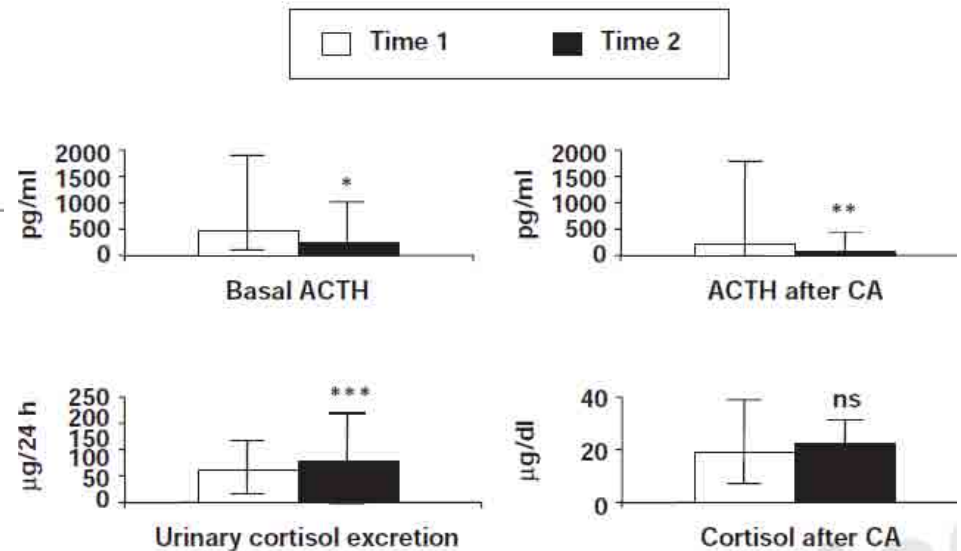 Time 1 Time 2
pg/ml
2000
1500
1000
500
0
*
Basal ACTH
pg/ml
2000
1500
1000
500
0
**
ACTH after CA
μg/24 h
250
200
150
100
50
0
***
Urinary cortisol excretion
μg/dl
40
20
0
ns
Cortisol after CA